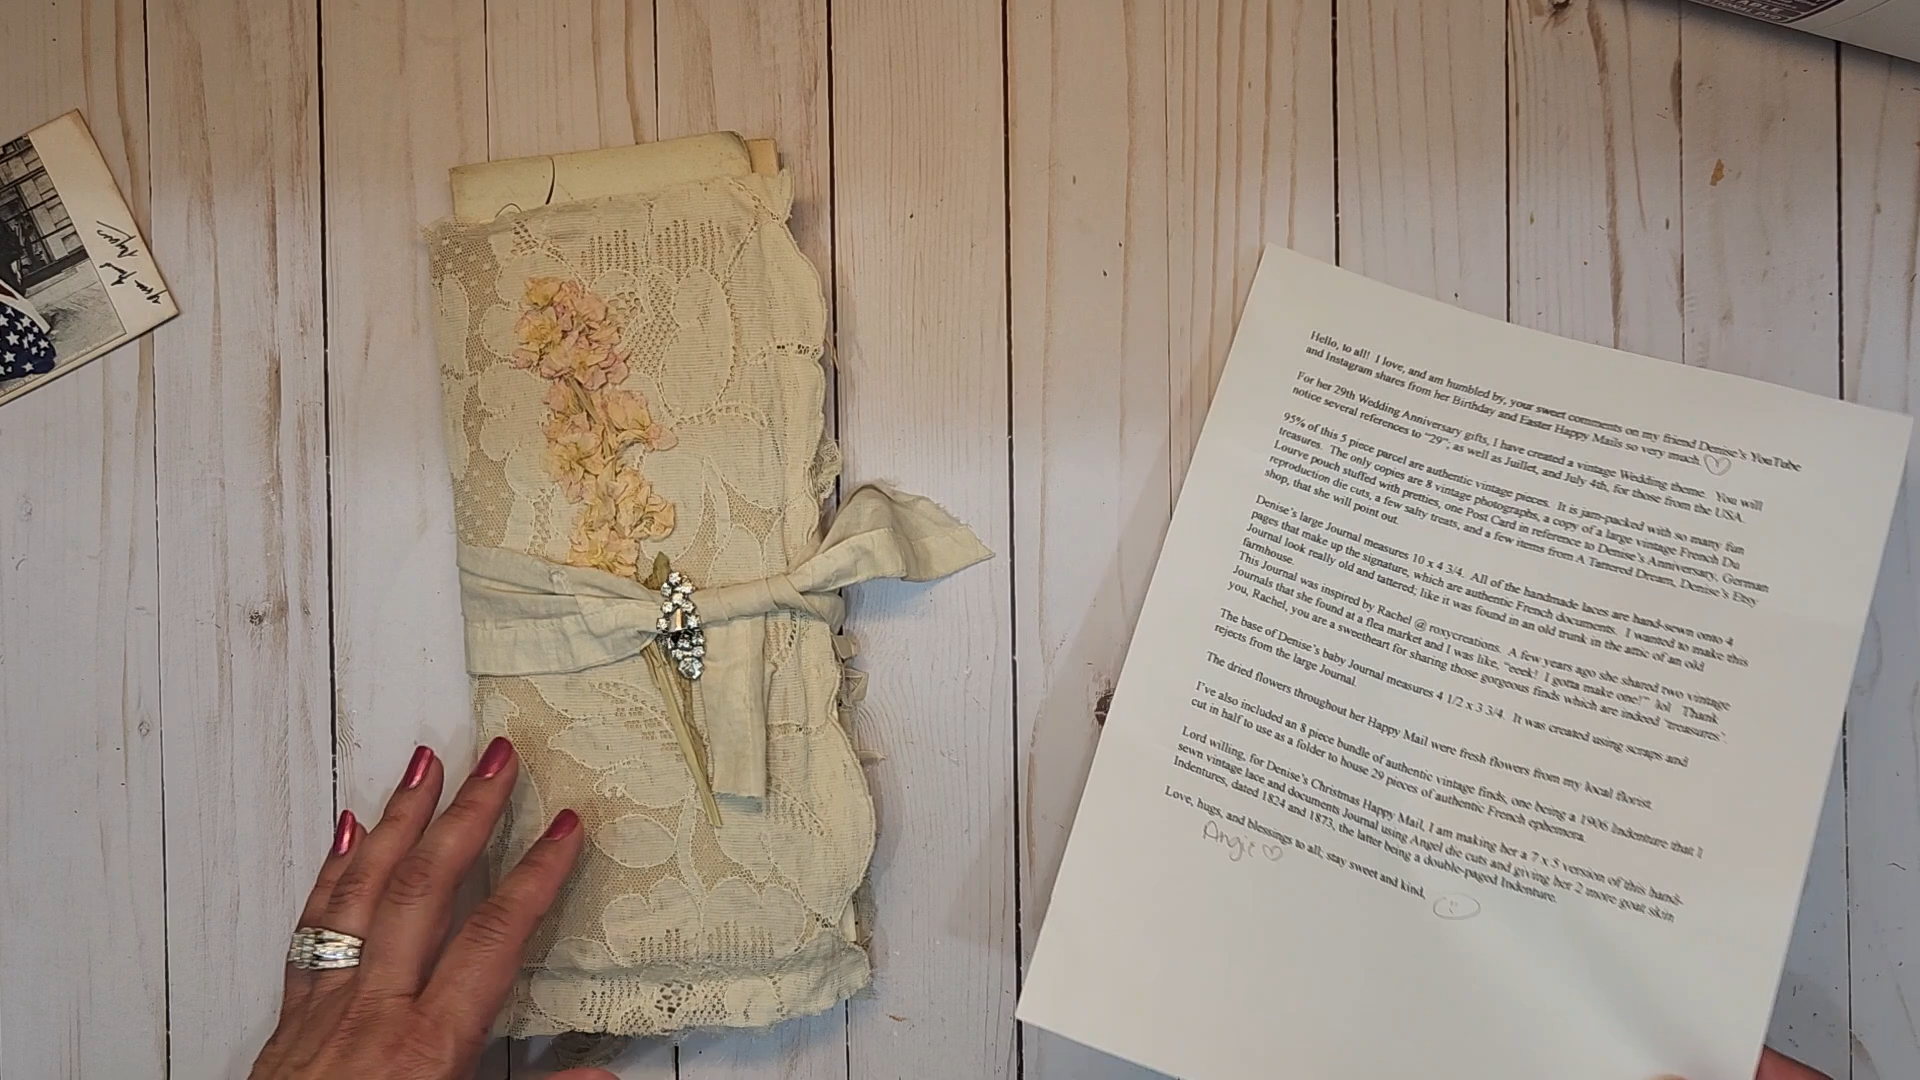 ABLE
Hello, to all! I love, and am humbled by, your sweet comments on my friend Denise's YouTube
and Instagram shares from her Birthday and Easter Happy Mails so very much ♡
For her 29th Wedding Anniversary gifts, I have created a vintage Wedding theme. You will
notice several references to "29", as well as Juillet, and July 4th, for those from the USA.
95% of this 5 piece parcel are authentic vintage pieces. It is jam-packed with so many fun
treasures. The only copies are 8 vintage photographs, a copy of a large vintage French Du
Lourve pouch stuffed with pretties, one Post Card in reference to Denise's Anniversary, German
reproduction die cuts, a few salty treats, and a few items from A Tattered Dream, Denise's Etsy
shop, that she will point out.
Denise's large Journal measures 10 x 4 3/4. All of the handmade laces are hand-sewn onto 4
pages that make up the signature, which are authentic French documents. I wanted to make this
Journal look really old and tattered; like it was found in an old trunk in the attic of an old
farmhouse.
This Journal was inspired by Rachel @ roxycreations. A few years ago she shared two vintage
Journals that she found at a flea market and I was like, "eeek! I gotta make one!" lol Thank
you, Rachel, you are a sweetheart for sharing those gorgeous finds which are indeed "treasures".
The base of Denise's baby Journal measures 4 1/2 x 3 3/4. It was created using scraps and
rejects from the large Journal.
The dried flowers throughout her Happy Mail were fresh flowers from my local florist.
I've also included an 8 piece bundle of authentic vintage finds, one being a 1906 Indenture that I
cut in half to use as a folder to house 29 pieces of authentic French ephemera.
Lord willing, for Denise's Christmas Happy Mail, I am making her a 7 x 5 version of this hand-
sewn vintage lace and documents Journal using Angel die cuts and giving her 2 more goat skin
Indentures, dated 1824 and 1873, the latter being a double-paged Indenture.
Love, hugs, and blessings to all; stay sweet and kind,
Angie ♡